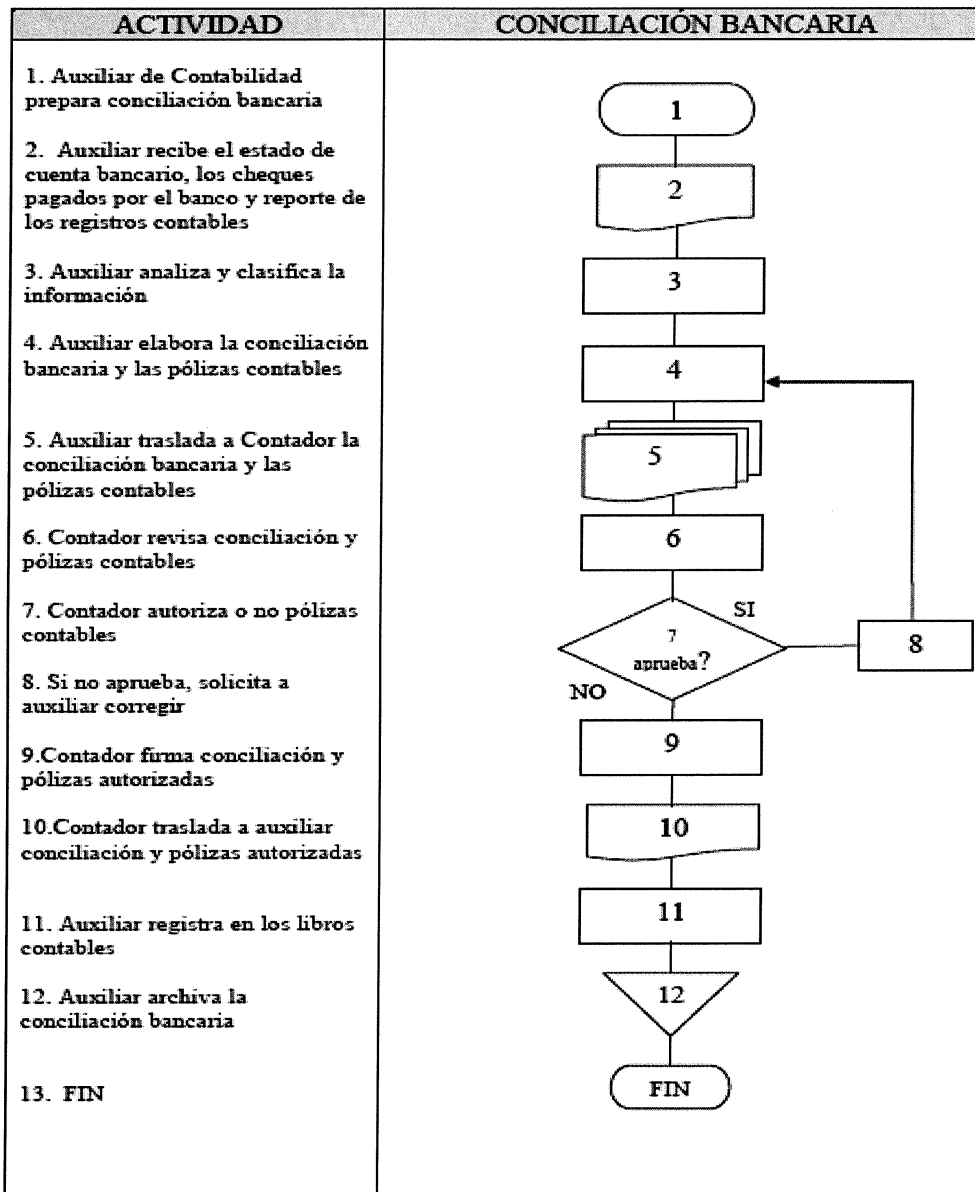 ACTIVIDAD
CONCILIACIÓN BANCARIA
1. Auxiliar de Contabilidad
prepara conciliación bancaria
2. Auxiliar recibe el estado de
cuenta bancario, los cheques
pagados por el banco y reporte de
los registros contables
3. Auxiliar analiza y clasifica la
información
4. Auxiliar elabora la conciliación
bancaria y las pólizas contables
5. Auxiliar traslada a Contador la
conciliación bancaria y las
pólizas contables
6. Contador revisa conciliación y
pólizas contables
7. Contador autoriza o no pólizas
contables
8. Si no aprueba, solicita a
auxiliar corregir
9.Contador firma conciliación y
pólizas autorizadas
10.Contador traslada a auxiliar
conciliación y pólizas autorizadas
11. Auxiliar registra en los libros
contables
12. Auxiliar archiva la
conciliación bancaria
13. FIN
1
2
3
4
5
6
7
aprueba?
SI
8
NO
9
10
11
12
FIN